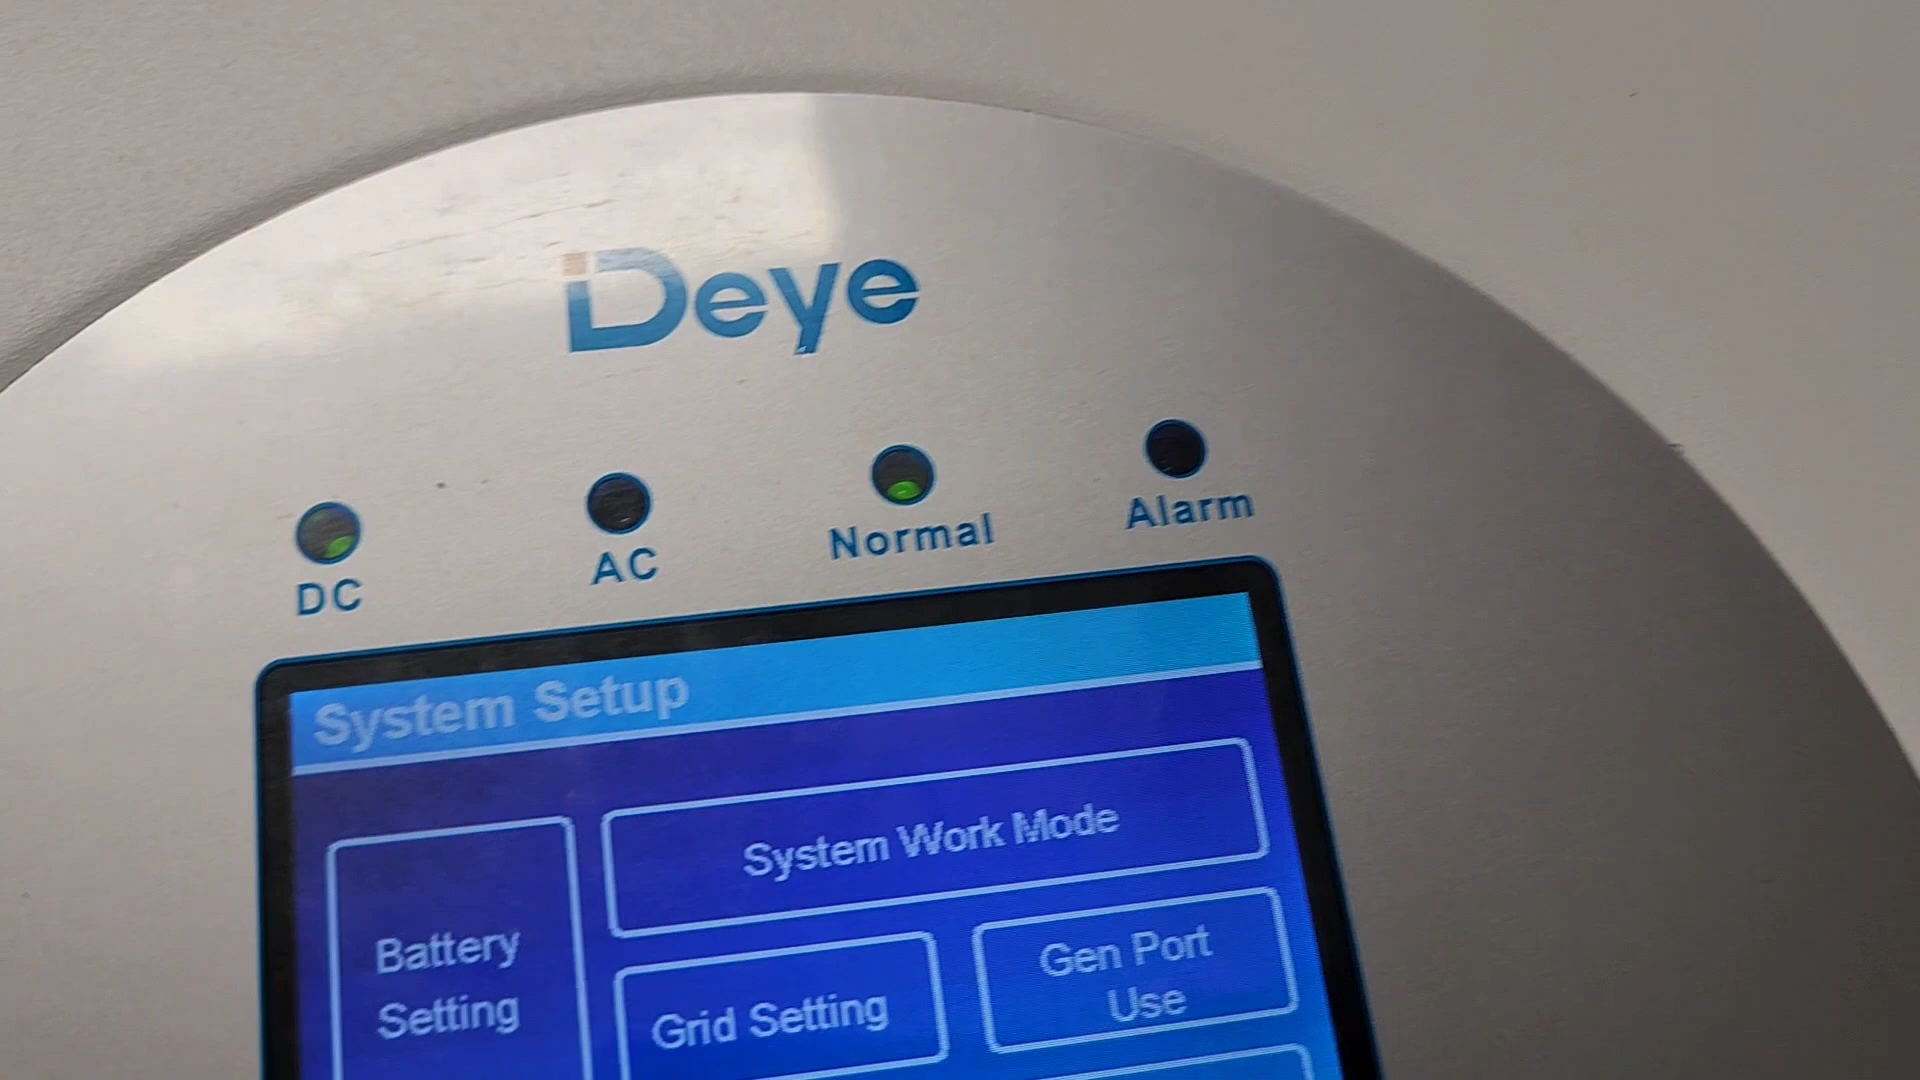 Deye
DC
AC
Normal
Alarm
System Setup
System Work Mode
Battery
Setting
Grid Setting
Gen Port
Use